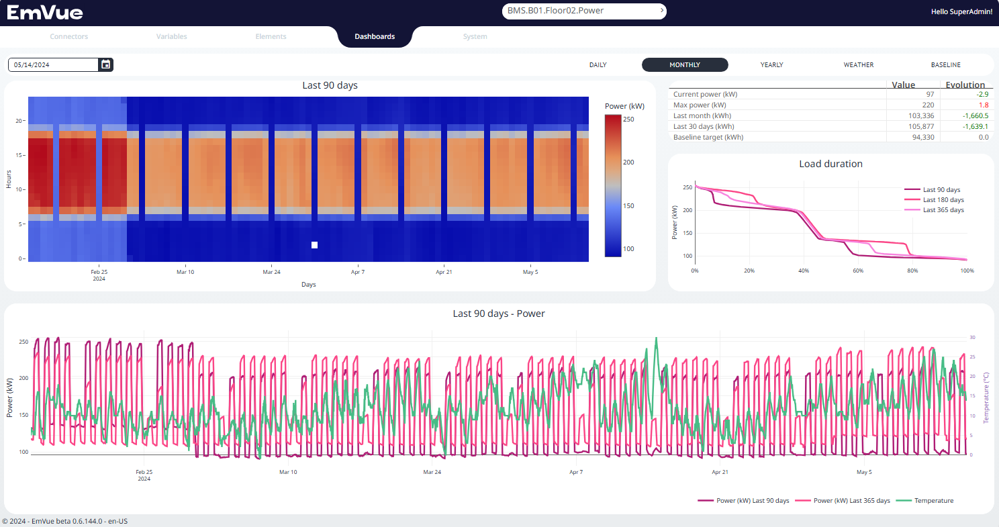 EmVue
BMS.B01.Floor02.Power
Hello SuperAdmin!
Connectors Variables Elements Dashboards System
05/14/2024
DAILY MONTHLY YEARLY WEATHER BASELINE
Last 90 days
Power (kW)
250
200
150
100
Hours
20
15
10
5
0
Feb 25 Mar 10 Mar 24 Apr 7 Apr 21 May 5
2024
Days
Value Evolution
Current power (kW) 97 -2.9
Max power (kW) 220 1.8
Last month (kWh) 103,336 -1,660.5
Last 30 days (kWh) 105,877 -1,639.1
Baseline target (kWh) 94,330 0.0
Load duration
Power (kW)
250
200
150
100
0% 20% 40% 60% 80% 100%
Last 90 days
Last 180 days
Last 365 days
Last 90 days - Power
Power (kW)
250
200
150
100
Temperature (°C)
30
25
20
15
10
5
0
Feb 25 Mar 10 Mar 24 Apr 7 Apr 21 May 5
2024
Power (kW) Last 90 days Power (kW) Last 365 days Temperature
© 2024 - EmVue beta 0.6.144.0 - en-US